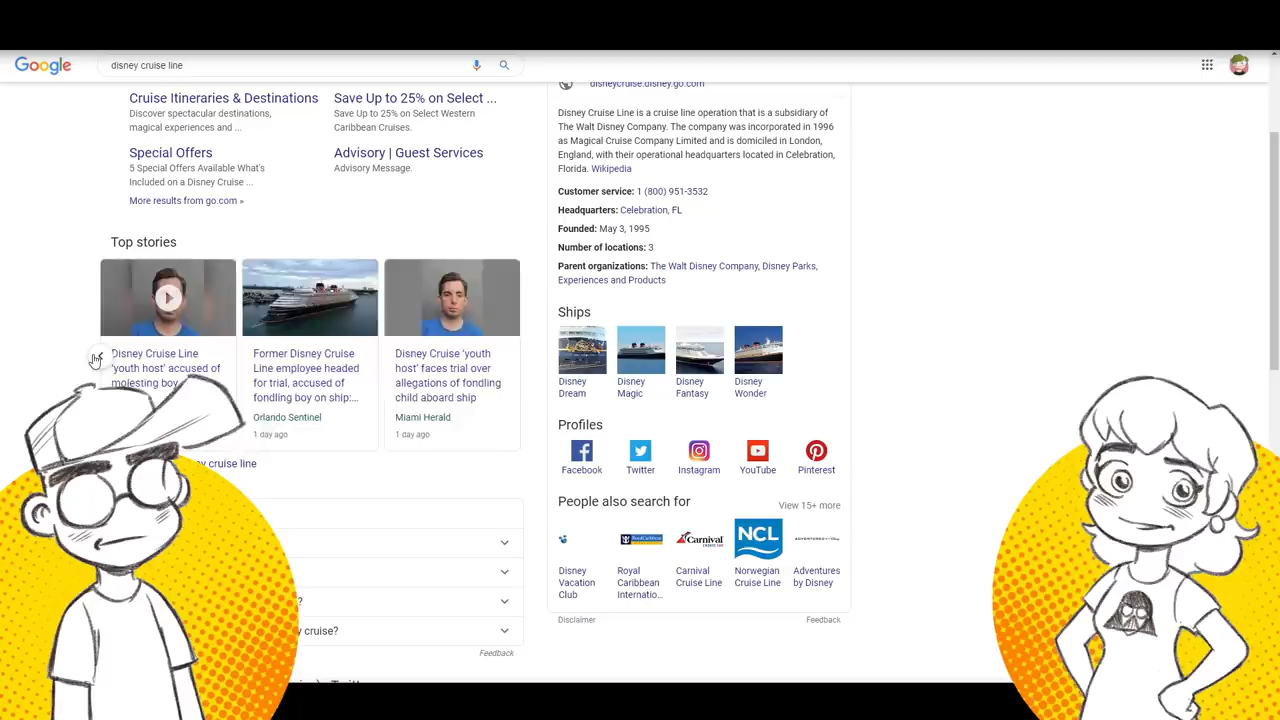 Google
disney cruise line
Cruise Itineraries & Destinations
Discover spectacular destinations,
magical experiences and ...
Save Up to 25% on Select ...
Save Up to 25% on Select Western
Caribbean Cruises.
Special Offers
5 Special Offers Available What's
Included on a Disney Cruise ...
Advisory | Guest Services
Advisory Message.
More results from go.com »
Top stories
Disney Cruise Line
'youth host' accused of
molesting boy
Former Disney Cruise
Line employee headed
for trial, accused of
fondling boy on ship:...
Orlando Sentinel
1 day ago
Disney Cruise 'youth
host' faces trial over
allegations of fondling
child aboard ship
Miami Herald
1 day ago
cruise line
?
cruise?
Feedback
disneycruise.disney.go.com
Disney Cruise Line is a cruise line operation that is a subsidiary of
The Walt Disney Company. The company was incorporated in 1996
as Magical Cruise Company Limited and is domiciled in London,
England, with their operational headquarters located in Celebration,
Florida. Wikipedia
Customer service: 1 (800) 951-3532
Headquarters: Celebration, FL
Founded: May 3, 1995
Number of locations: 3
Parent organizations: The Walt Disney Company, Disney Parks,
Experiences and Products
Ships
Disney
Dream
Disney
Magic
Disney
Fantasy
Disney
Wonder
Profiles
Facebook
Twitter
Instagram
YouTube
Pinterest
People also search for
View 15+ more
RoyalCaribbean
Carnival
NCL
Disney
Vacation
Club
Royal
Caribbean
Internatio...
Carnival
Cruise Line
Norwegian
Cruise Line
Adventures
by Disney
Disclaimer
Feedback